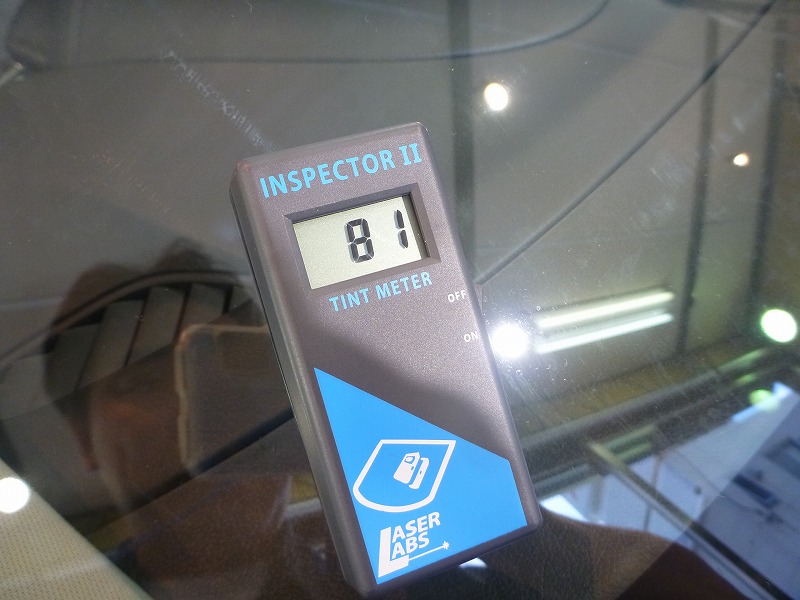 INSPECTOR II
81
TINT METER
OFF
ON
LASER
LABS